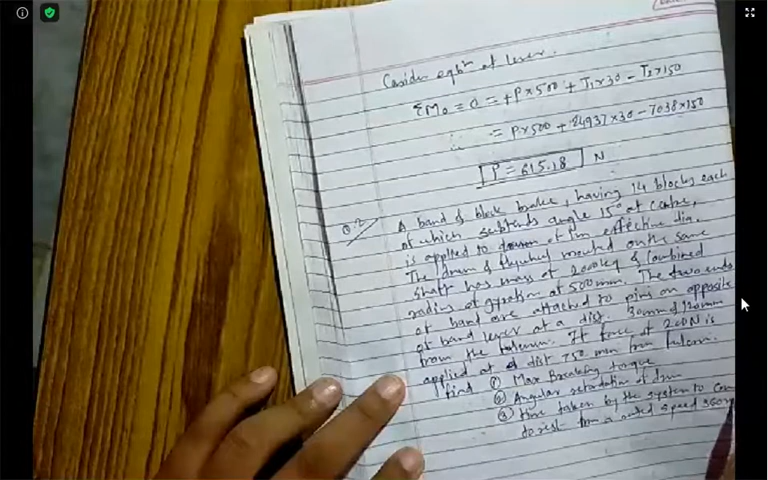 Consider eqbm of lever.
ΣM₀ = 0 = +P×500 + T₁×30 − T₂×150
∴ = P×500 + 24937×30 − 7038×150
P = 615.18 N
Q.2 A band & block brake, having 14 blocks each
of which subtends angle 15° at centre,
is applied to drum of 1m effective dia.
The drum & flywheel mounted on the same
shaft has mass of 2000kg & combined
radius of gyration of 500mm. The two ends
of band are attached to pins on opposite
of band lever at a dist. 30mm & 120mm
from the fulcrum. If force of 200N is
applied at a dist 750 mm from fulcrum.
find ① Max Breaking torque
② Angular retardation of drum
③ time taken by the system to
to rest from a rated speed